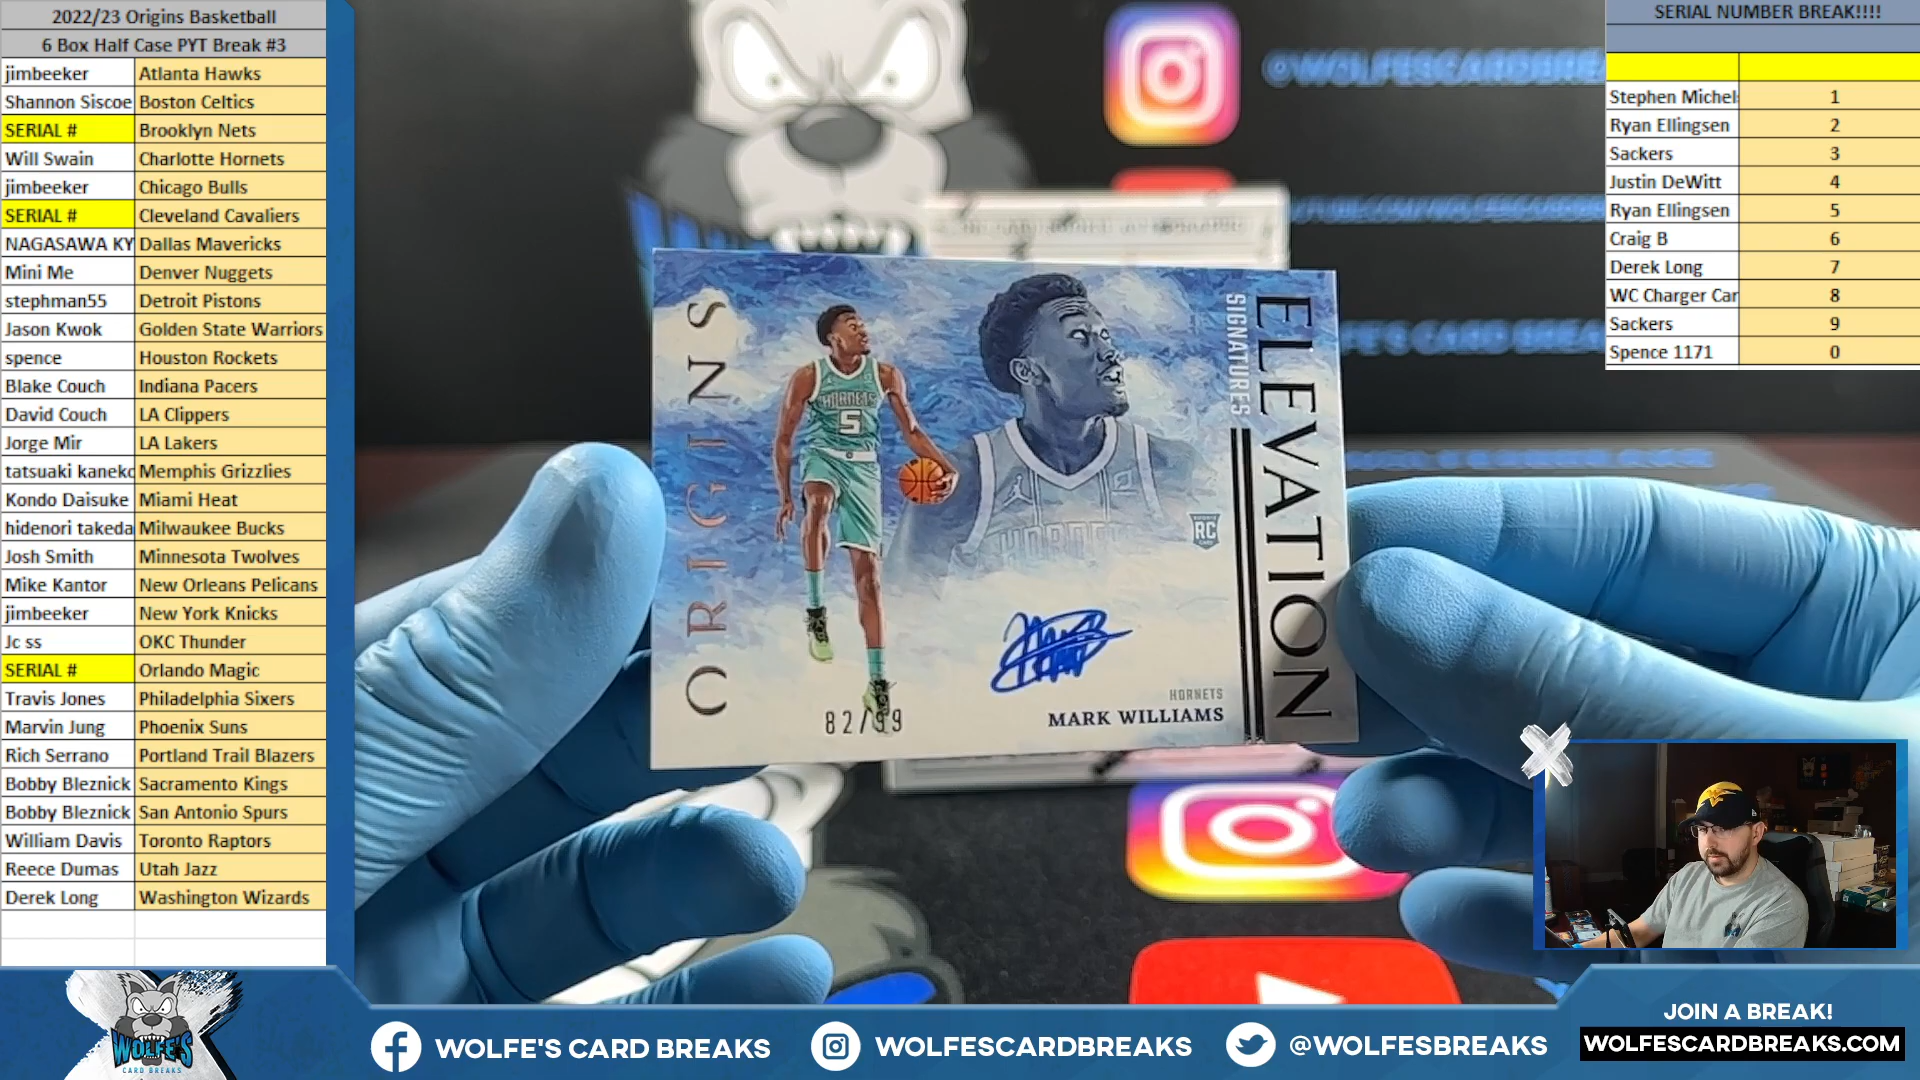 2022/23 Origins Basketball
6 Box Half Case PYT Break #3
jimbeeker Atlanta Hawks
Shannon Siscoe Boston Celtics
SERIAL # Brooklyn Nets
Will Swain Charlotte Hornets
jimbeeker Chicago Bulls
SERIAL # Cleveland Cavaliers
NAGASAWA KY Dallas Mavericks
Mini Me Denver Nuggets
stephman55 Detroit Pistons
Jason Kwok Golden State Warriors
spence Houston Rockets
Blake Couch Indiana Pacers
David Couch LA Clippers
Jorge Mir LA Lakers
tatsuaki kaneko Memphis Grizzlies
Kondo Daisuke Miami Heat
hidenori takeda Milwaukee Bucks
Josh Smith Minnesota Twolves
Mike Kantor New Orleans Pelicans
jimbeeker New York Knicks
Jc ss OKC Thunder
SERIAL # Orlando Magic
Travis Jones Philadelphia Sixers
Marvin Jung Phoenix Suns
Rich Serrano Portland Trail Blazers
Bobby Bleznick Sacramento Kings
Bobby Bleznick San Antonio Spurs
William Davis Toronto Raptors
Reece Dumas Utah Jazz
Derek Long Washington Wizards
@WOLFESCARDBRE
ORIGINS
HORNETS
5
HORNETS
RC
SIGNATURES
ELEVATION
82/99
HORNETS
MARK WILLIAMS
SERIAL NUMBER BREAK!!!!
Stephen Michel 1
Ryan Ellingsen 2
Sackers 3
Justin DeWitt 4
Ryan Ellingsen 5
Craig B 6
Derek Long 7
WC Charger Car 8
Sackers 9
Spence 1171 0
WOLFE'S
CARD BREAKS
WOLFE'S CARD BREAKS
WOLFESCARDBREAKS
@WOLFESBREAKS
JOIN A BREAK!
WOLFESCARDBREAKS.COM